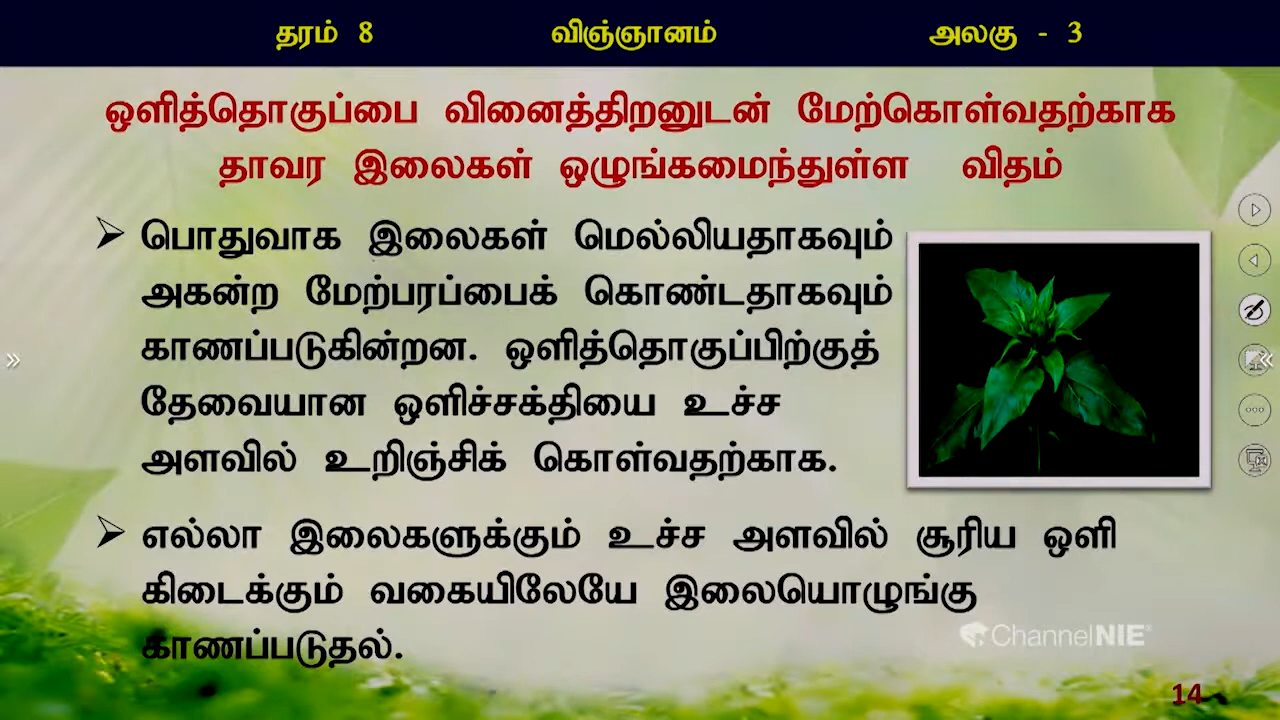 தரம் 8 விஞ்ஞானம் அலகு - 3
ஒளித்தொகுப்பை வினைத்திறனுடன் மேற்கொள்வதற்காக
தாவர இலைகள் ஒழுங்கமைந்துள்ள விதம்
பொதுவாக இலைகள் மெல்லியதாகவும்
அகன்ற மேற்பரப்பைக் கொண்டதாகவும்
காணப்படுகின்றன. ஒளித்தொகுப்பிற்குத்
தேவையான ஒளிச்சக்தியை உச்ச
அளவில் உறிஞ்சிக் கொள்வதற்காக.
எல்லா இலைகளுக்கும் உச்ச அளவில் சூரிய ஒளி
கிடைக்கும் வகையிலேயே இலையொழுங்கு
காணப்படுதல்.
ChannelNIE
14